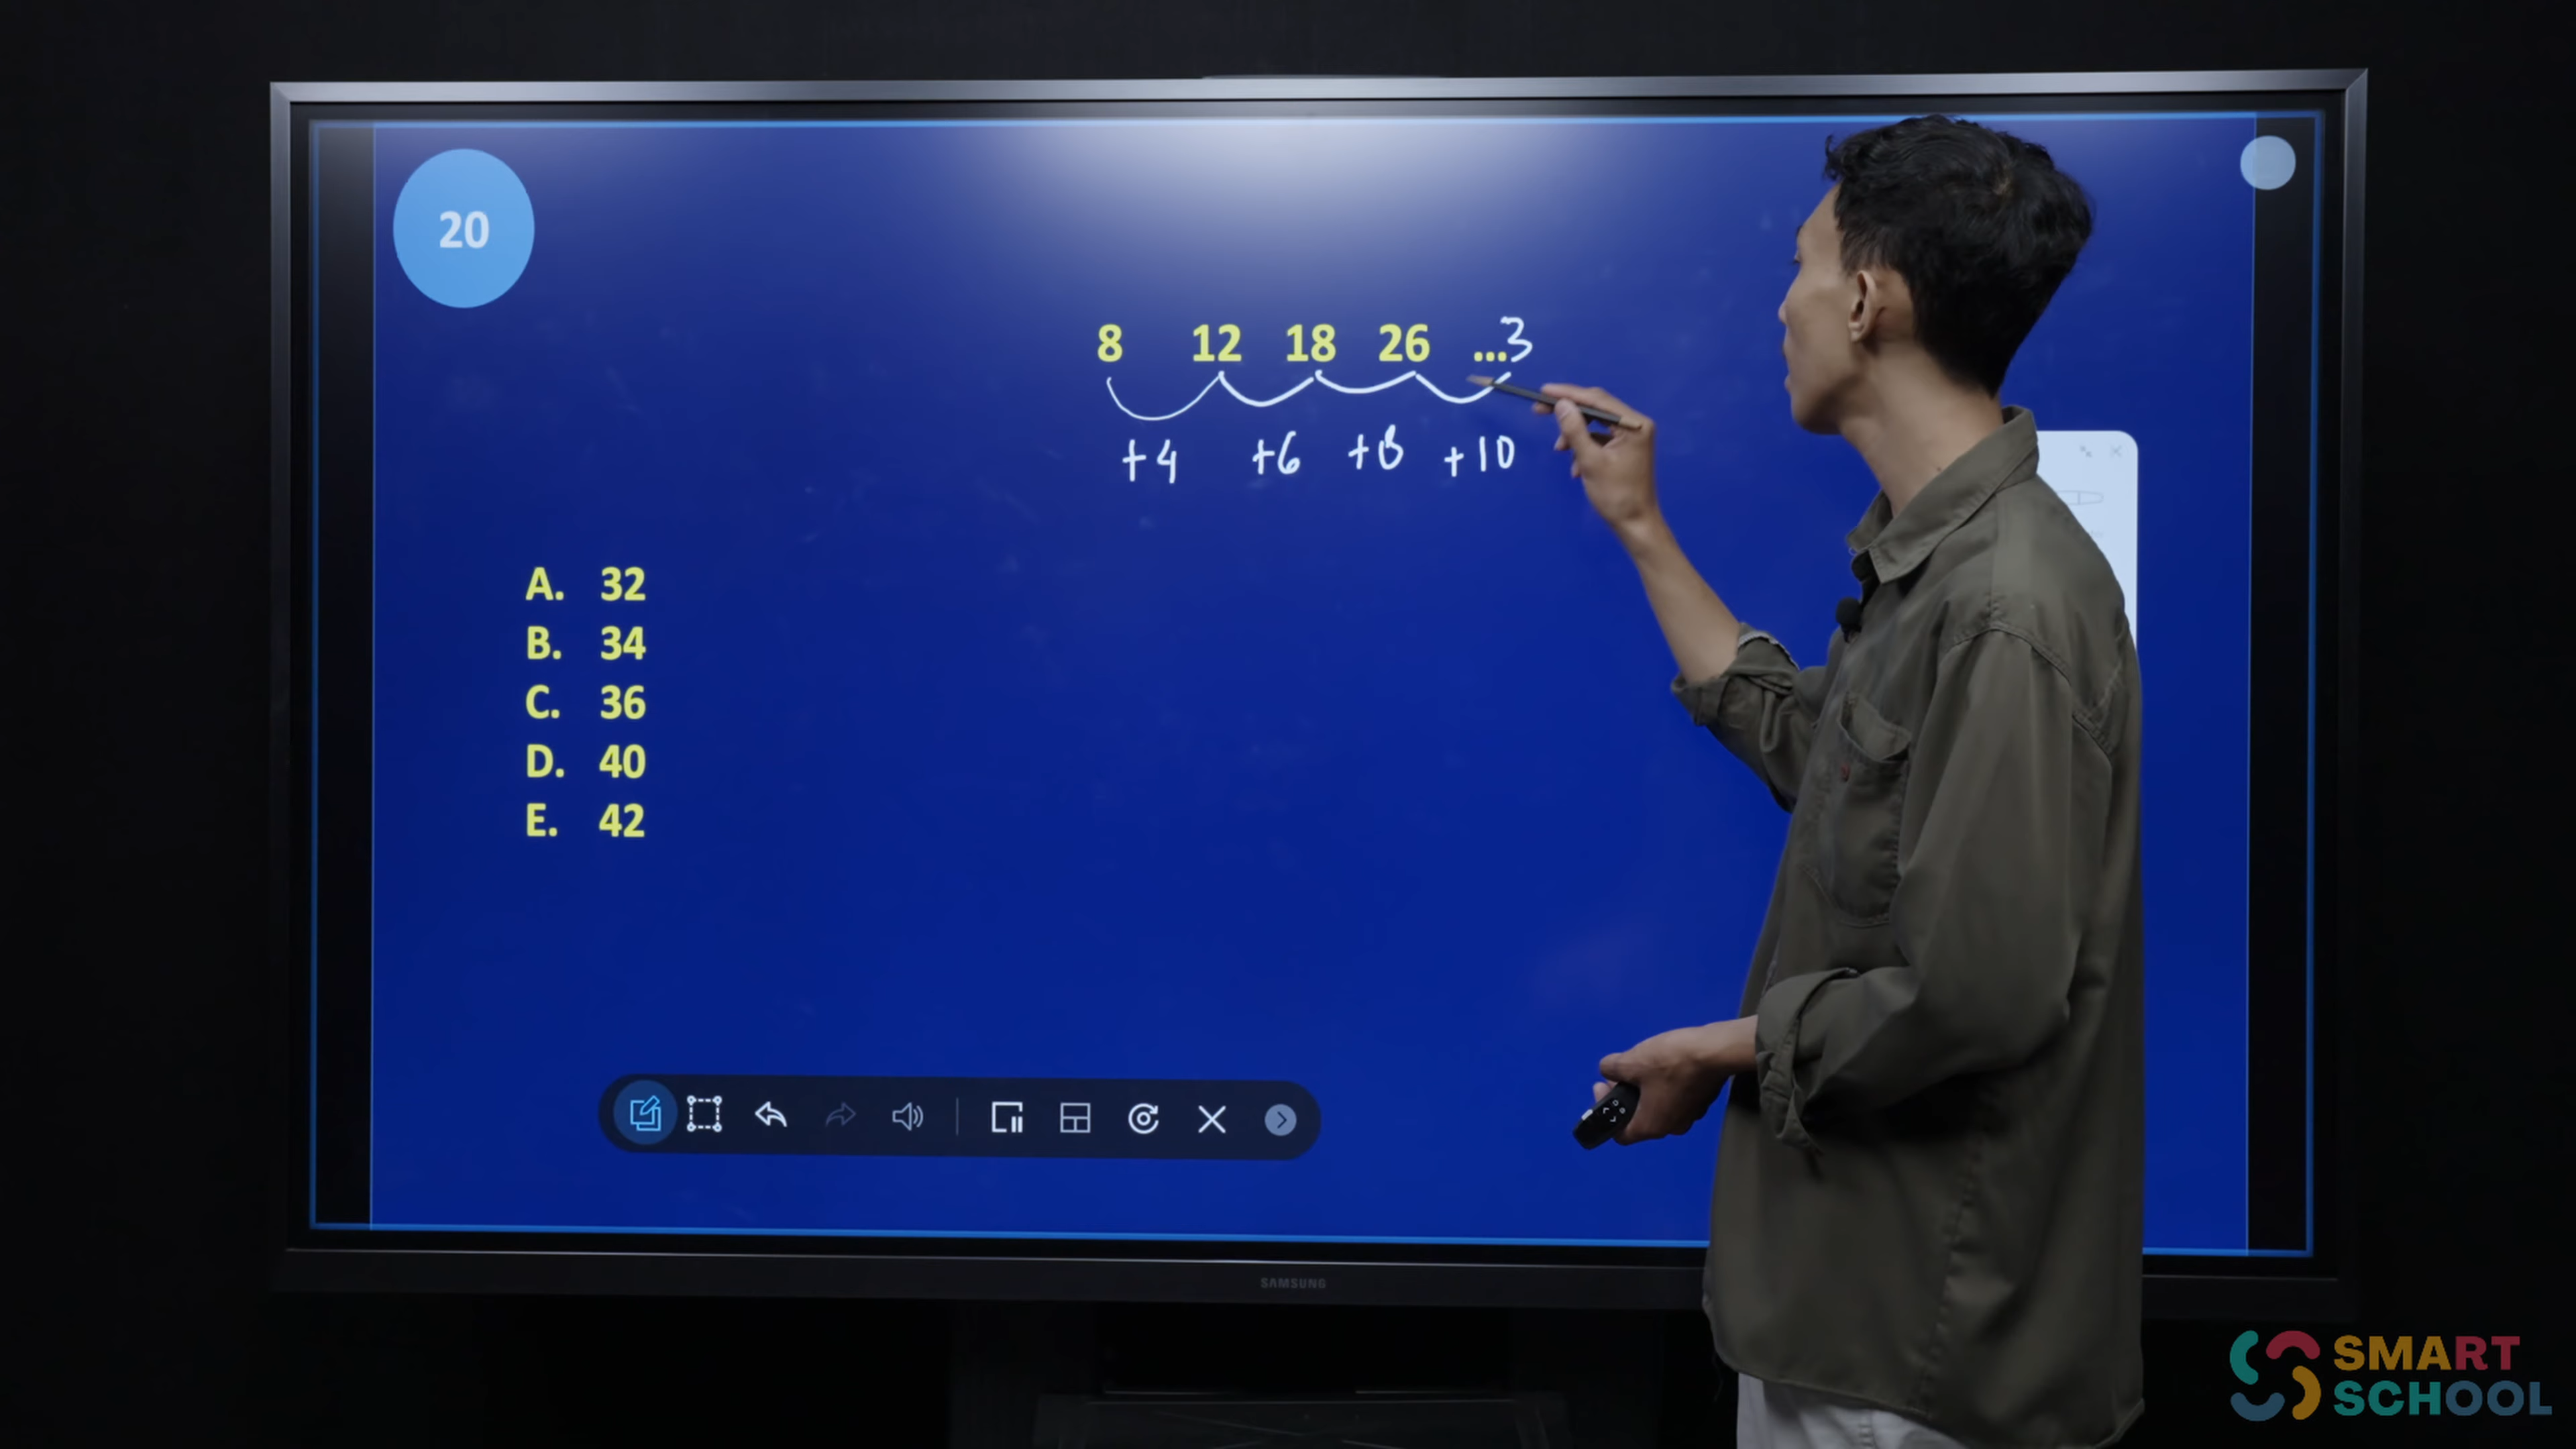 20
8 12 18 26 ...3
+4 +6 +8 +10
A. 32
B. 34
C. 36
D. 40
E. 42
SAMSUNG
SMART
SCHOOL